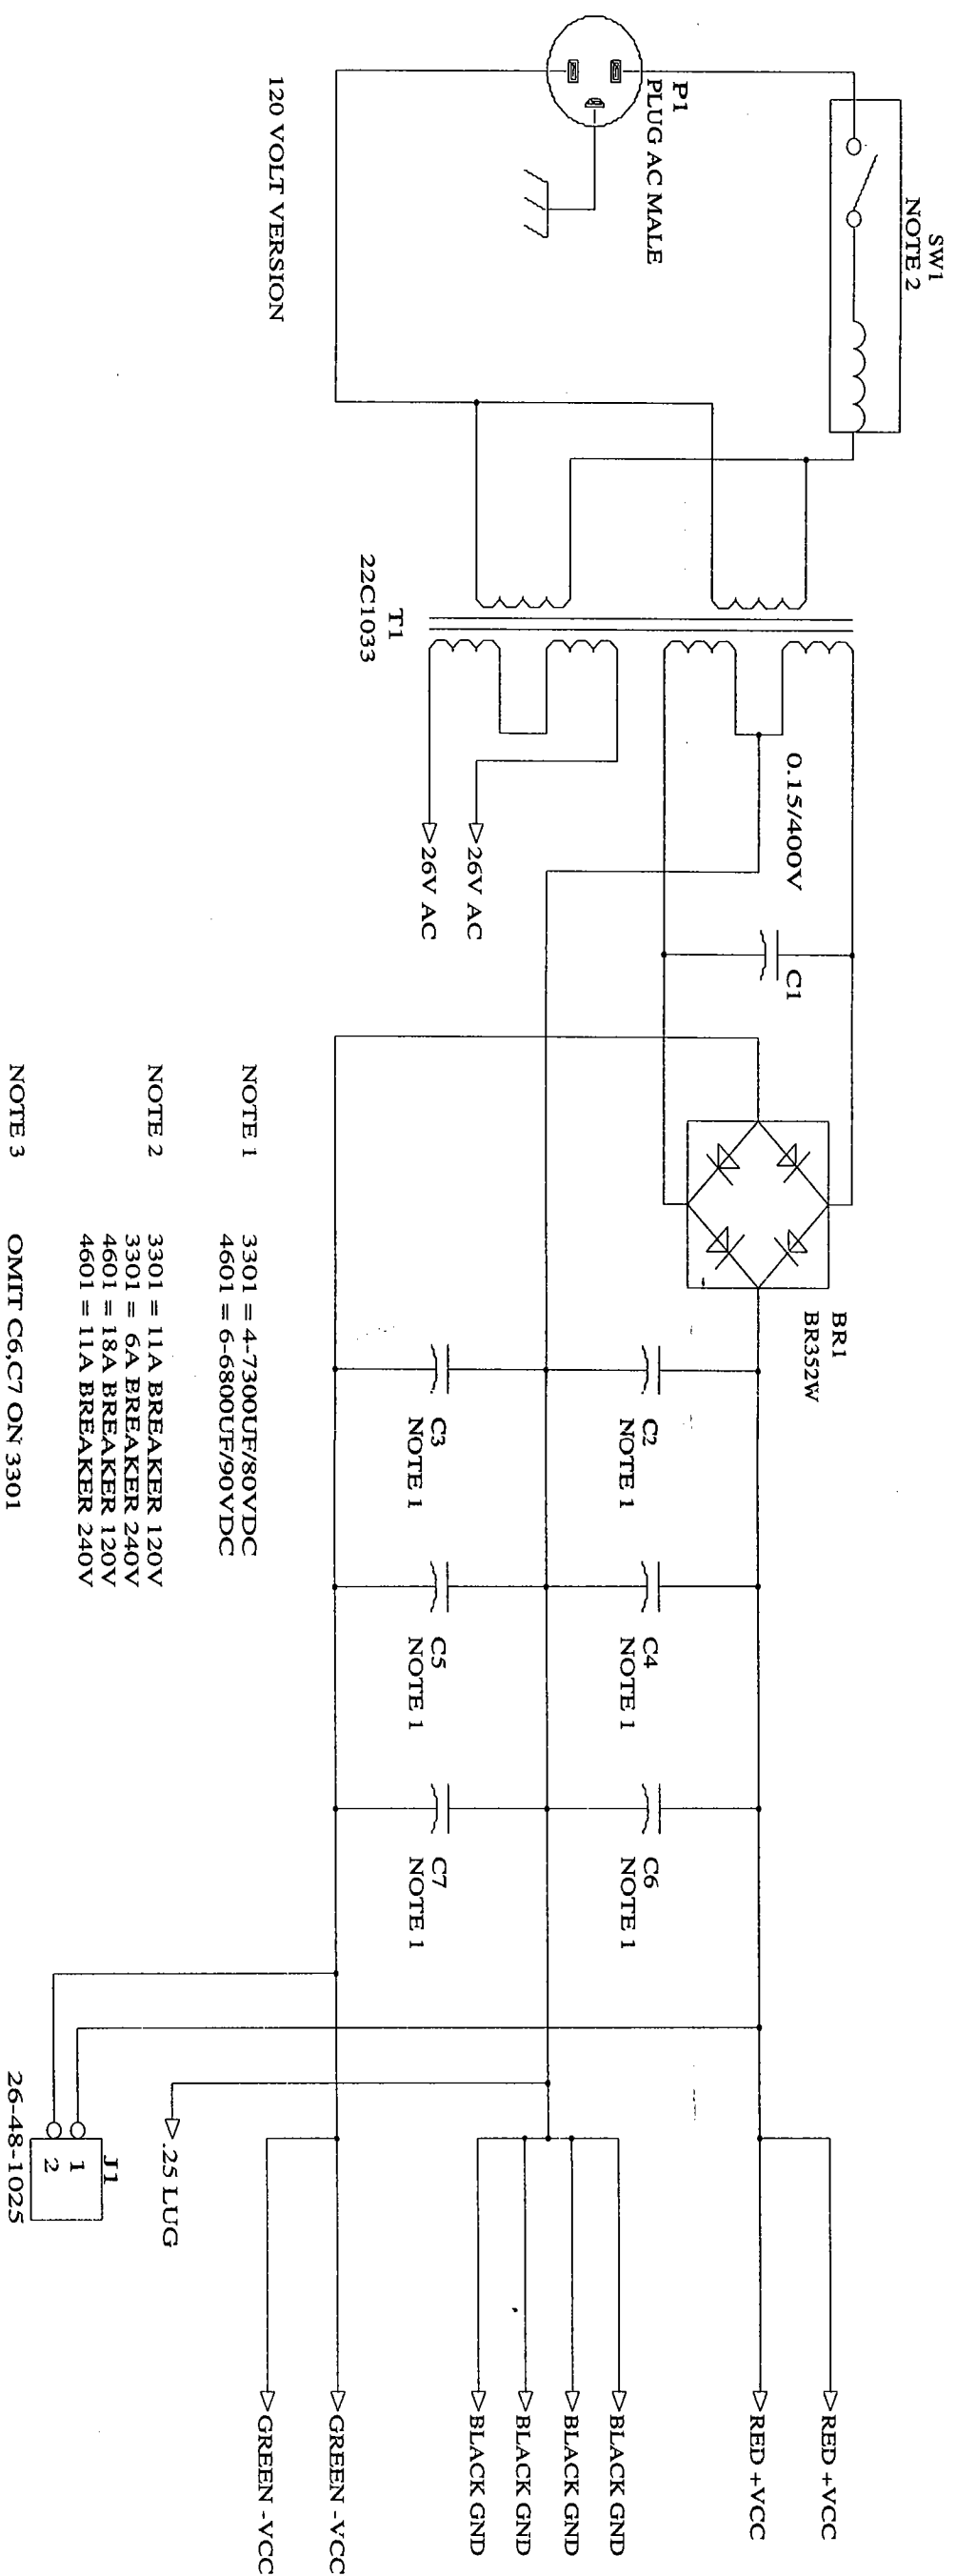 SW1
NOTE 2
P1
PLUG AC MALE
120 VOLT VERSION
T1
22C1033
0.15/400V
C1
26V AC
26V AC
BR1
BR352W
C2
NOTE 1
C3
NOTE 1
C4
NOTE 1
C5
NOTE 1
C6
NOTE 1
C7
NOTE 1
RED +VCC
RED +VCC
BLACK GND
BLACK GND
BLACK GND
BLACK GND
GREEN -VCC
GREEN -VCC
.25 LUG
J1
1
2
26-48-1025
NOTE 1 3301 = 4-7300UF/80VDC
4601 = 6-6800UF/90VDC
NOTE 2 3301 = 11A BREAKER 120V
3301 = 6A BREAKER 240V
4601 = 18A BREAKER 120V
4601 = 11A BREAKER 240V
NOTE 3 OMIT C6,C7 ON 3301